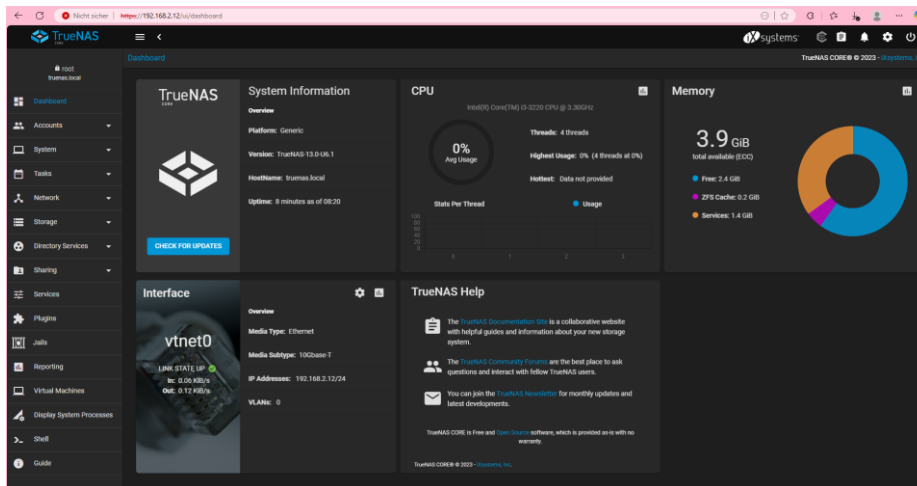 Nicht sicher
https://192.168.2.12/ui/dashboard
TrueNAS
CORE
iXsystems
root
truenas.local
Dashboard
TrueNAS CORE® © 2023 - iXsystems,
Dashboard
Accounts
System
Tasks
Network
Storage
Directory Services
Sharing
Services
Plugins
Jails
Reporting
Virtual Machines
Display System Processes
Shell
Guide
TrueNAS
CORE
CHECK FOR UPDATES
System Information
Overview
Platform: Generic
Version: TrueNAS-13.0-U6.1
HostName: truenas.local
Uptime: 8 minutes as of 08:20
CPU
Intel(R) Core(TM) i3-3220 CPU @ 3.30GHz
0%
Avg Usage
Threads: 4 threads
Highest Usage: 0% (4 threads at 0%)
Hottest: Data not provided
Stats Per Thread
Usage
100
80
60
40
20
0
0 1 2 3
Memory
3.9 GiB
total available (ECC)
Free: 2.4 GiB
ZFS Cache: 0.2 GiB
Services: 1.4 GiB
Interface
vtnet0
LINK STATE UP
In: 0.06 KiB/s
Out: 0.12 KiB/s
Overview
Media Type: Ethernet
Media Subtype: 10Gbase-T
IP Addresses: 192.168.2.12/24
VLANs: 0
TrueNAS Help
The TrueNAS Documentation Site is a collaborative website
with helpful guides and information about your new storage
system.
The TrueNAS Community Forums are the best place to ask
questions and interact with fellow TrueNAS users.
You can join the TrueNAS Newsletter for monthly updates and
latest developments.
TrueNAS CORE is Free and Open Source software, which is provided as-is with no
warranty.
TrueNAS CORE® © 2023 - iXsystems, Inc.